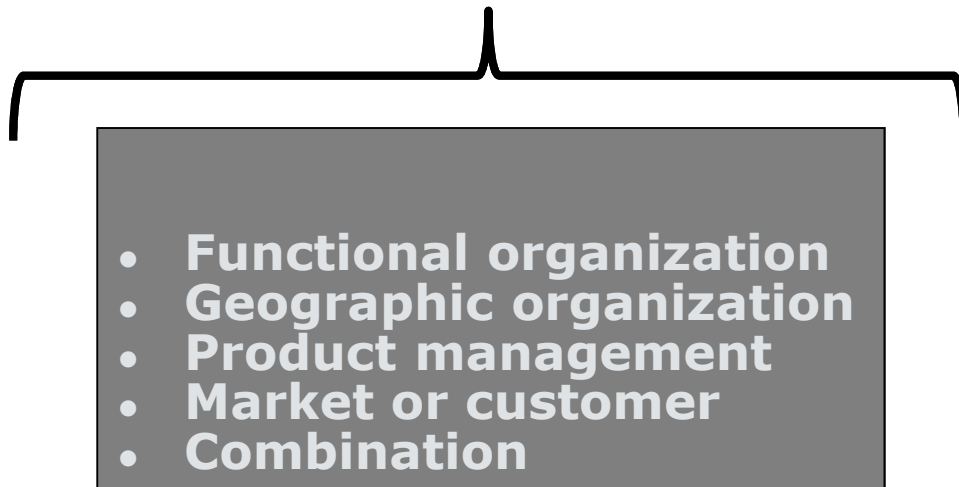 • Functional organization
• Geographic organization
• Product management
• Market or customer
• Combination